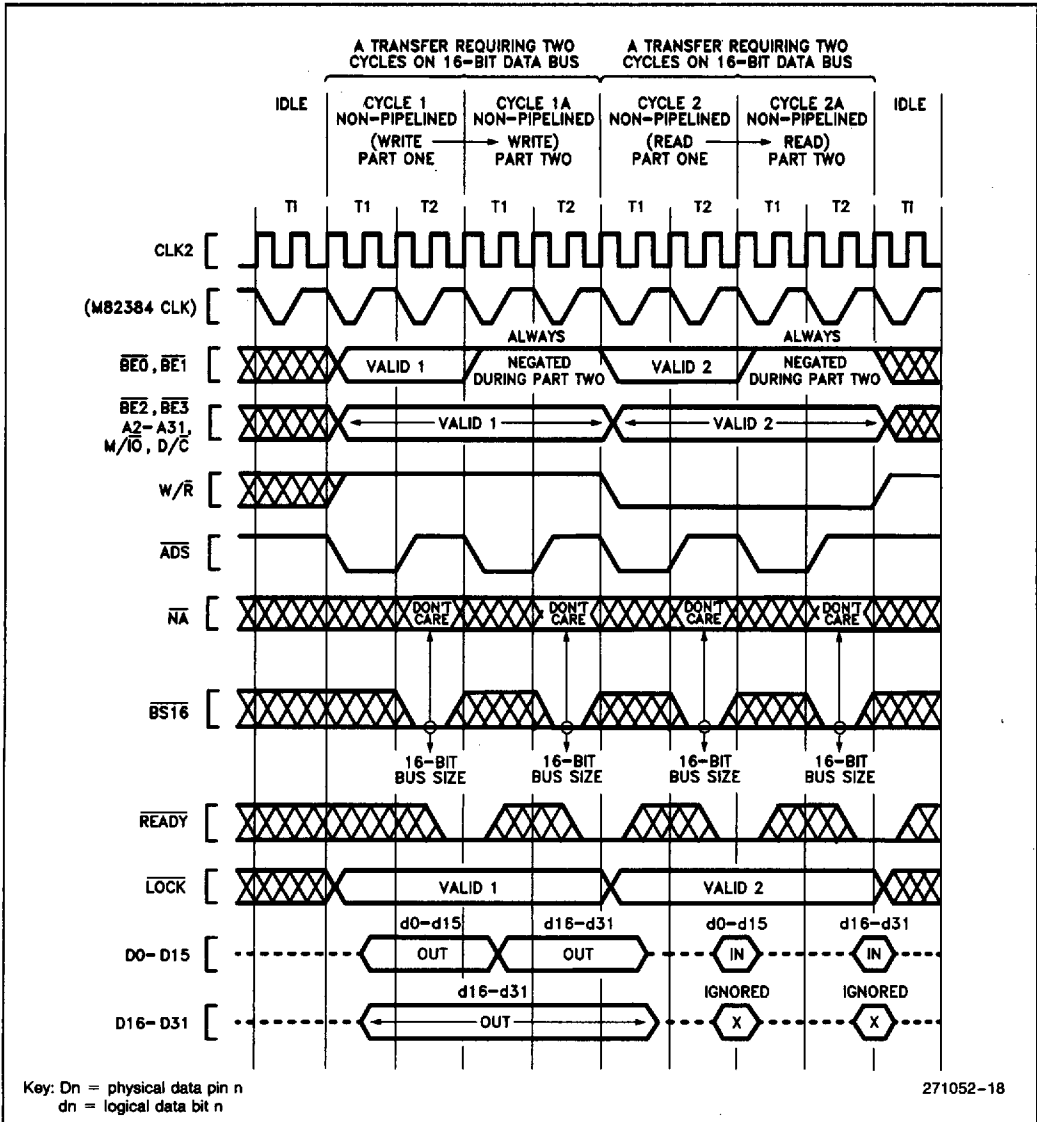 A TRANSFER REQUIRING TWO
CYCLES ON 16-BIT DATA BUS
A TRANSFER REQUIRING TWO
CYCLES ON 16-BIT DATA BUS
IDLE
CYCLE 1
NON-PIPELINED
(WRITE
PART ONE
CYCLE 1A
NON-PIPELINED
WRITE)
PART TWO
CYCLE 2
NON-PIPELINED
(READ
PART ONE
CYCLE 2A
NON-PIPELINED
READ)
PART TWO
IDLE
TI T1 T2 T1 T2 T1 T2 T1 T2 TI
CLK2
(M82384 CLK)
BE0, BE1
VALID 1
ALWAYS
NEGATED
DURING PART TWO
VALID 2
ALWAYS
NEGATED
DURING PART TWO
BE2, BE3
A2-A31,
M/IO, D/C
VALID 1
VALID 2
W/R
ADS
NA
DON'T
CARE
DON'T
CARE
DON'T
CARE
DON'T
CARE
BS16
16-BIT
BUS SIZE
16-BIT
BUS SIZE
16-BIT
BUS SIZE
16-BIT
BUS SIZE
READY
LOCK
VALID 1
VALID 2
d0-d15 d16-d31 d0-d15 d16-d31
D0-D15 OUT OUT IN IN
d16-d31 IGNORED IGNORED
D16-D31 OUT X X
Key: Dn = physical data pin n
dn = logical data bit n
271052-18